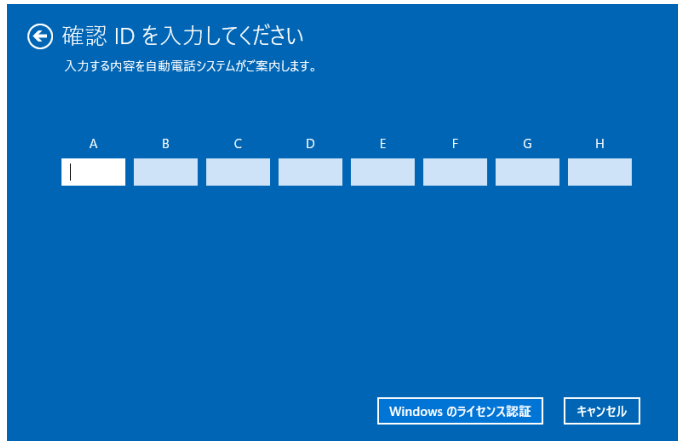 確認 ID を入力してください
入力する内容を自動電話システムがご案内します。
A B C D E F G H
Windows のライセンス認証 キャンセル